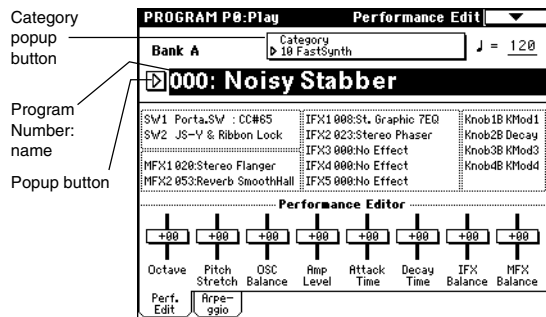 Category
popup
button
Program
Number:
name
Popup button
PROGRAM P0:Play Performance Edit
Bank A
Category
10 FastSynth
♩ = 120
000: Noisy Stabber
SW1 Porta.SW : CC#65
SW2 JS-Y & Ribbon Lock
MFX1 020:Stereo Flanger
MFX2 053:Reverb SmoothHall
IFX1 008:St. Graphic 7EQ
IFX2 023:Stereo Phaser
IFX3 000:No Effect
IFX4 000:No Effect
IFX5 000:No Effect
Knob1B KMod1
Knob2B Decay
Knob3B KMod3
Knob4B KMod4
Performance Editor
+00 +00 +00 +00 +00 +00 +00 +00
Octave Pitch Stretch OSC Balance Amp Level Attack Time Decay Time IFX Balance MFX Balance
Perf. Edit
Arpe-
ggio